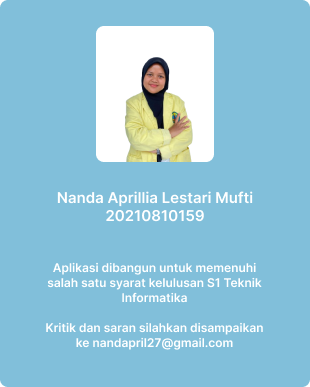 Nanda Aprillia Lestari Mufti
20210810159
Aplikasi dibangun untuk memenuhi
salah satu syarat kelulusan S1 Teknik
Informatika
Kritik dan saran silahkan disampaikan
ke nandapril27@gmail.com